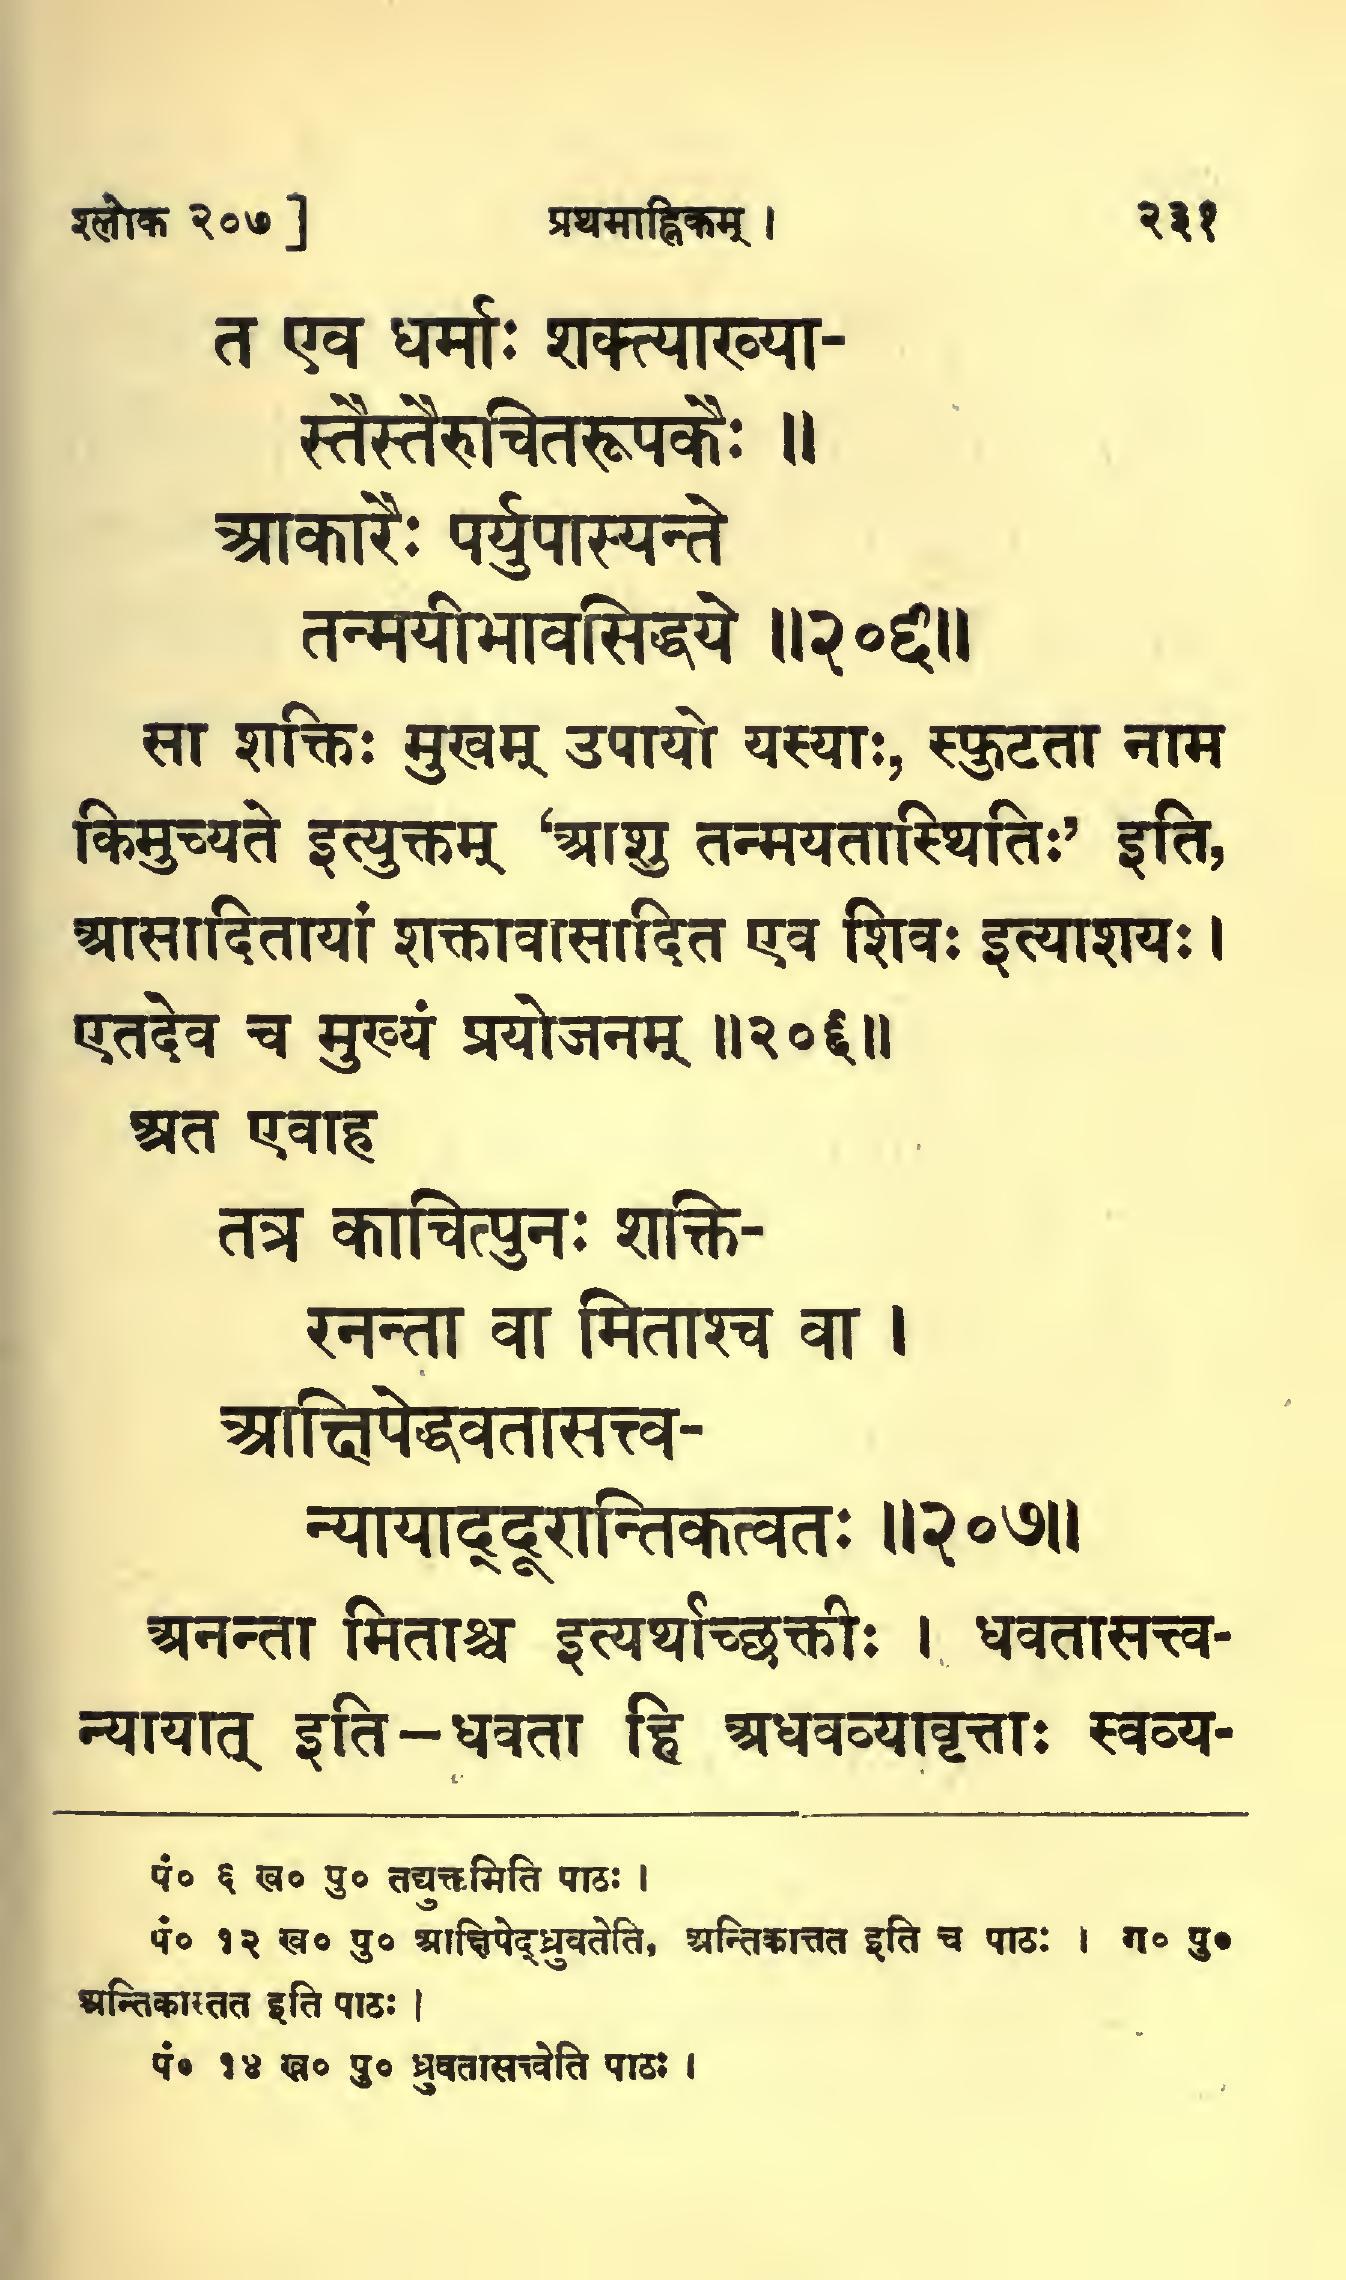 श्लोक २०७ ] प्रथमाह्निकम् । २३१
त एव धर्माः शक्त्याख्या-
स्तैस्तैरुचितरूपकैः ॥
आकारैः पर्युपास्यन्ते
तन्मयीभावसिद्धये ॥२०६॥
सा शक्तिः मुखम् उपायो यस्याः, स्फुटता नाम
किमुच्यते इत्युक्तम् ‘आशु तन्मयतास्थितिः’ इति,
आसादितायां शक्तावासादित एव शिवः इत्याशयः ।
एतदेव च मुख्यं प्रयोजनम् ॥२०६॥
अत एवाह
तत्र काचित्पुनः शक्ति-
रनन्ता वा मिताश्च वा ।
आक्षिपेद्धवतासत्त्व-
न्यायाद्दूरान्तिकत्वतः ॥२०७॥
अनन्ता मिताश्च इत्यर्थाच्छक्तीः । धवतासत्त्व-
न्यायात् इति—धवता हि अधवव्यावृत्ताः स्वव्य-
पं० ६ ख० पु० तद्युक्तमिति पाठः ।
पं० १२ ख० पु० आक्षिपेद्ध्रुवतेति, अन्तिकात्तत इति च पाठः । ग० पु०
अन्तिकास्तत इति पाठः ।
पं० १४ ख० पु० ध्रुवतासत्त्वेति पाठः ।